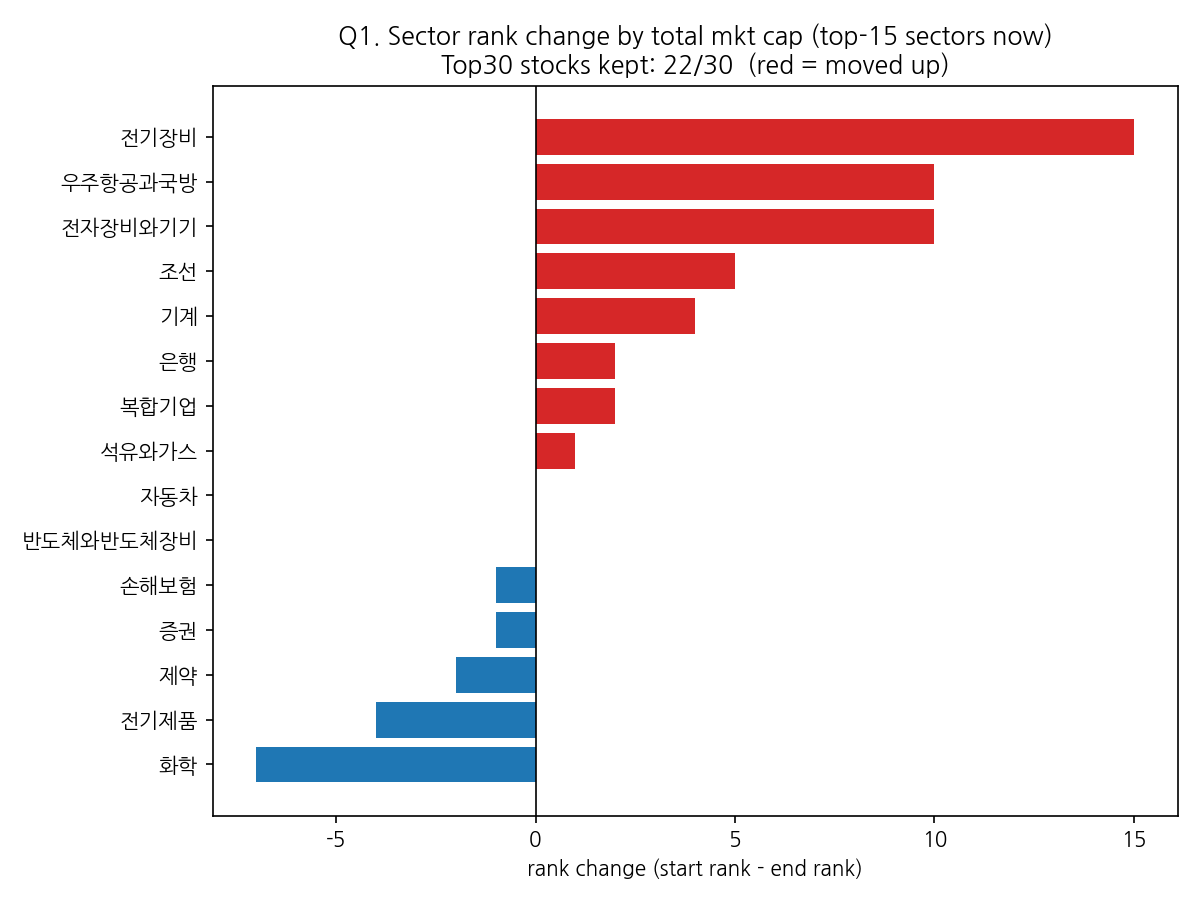 Q1. Sector rank change by total mkt cap (top-15 sectors now)
Top30 stocks kept: 22/30 (red = moved up)
전기장비
우주항공과국방
전자장비와기기
조선
기계
은행
복합기업
석유와가스
자동차
반도체와반도체장비
손해보험
증권
제약
전기제품
화학
-5 0 5 10 15
rank change (start rank - end rank)